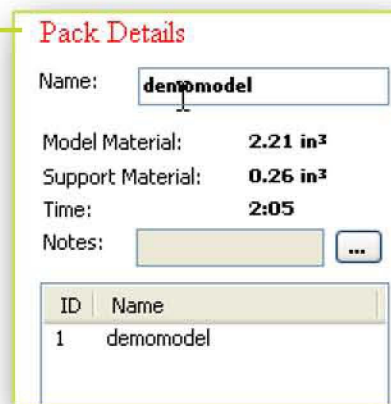 Pack Details
Name: demomodel
Model Material: 2.21 in³
Support Material: 0.26 in³
Time: 2:05
Notes: ...
ID Name
1 demomodel